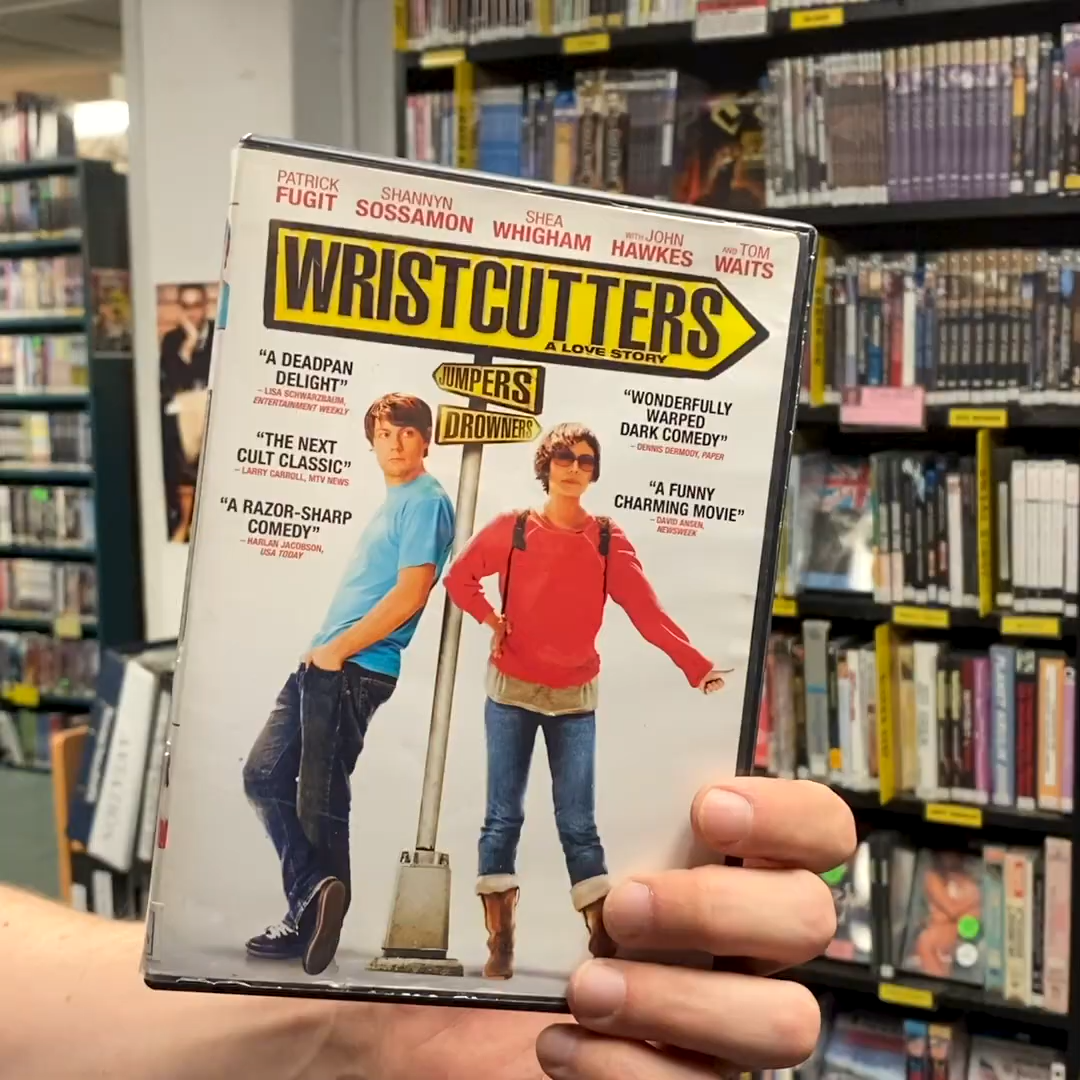 PATRICK
FUGIT
SHANNYN
SOSSAMON
SHEA
WHIGHAM
WITH JOHN
HAWKES
AND TOM
WAITS
WRISTCUTTERS
A LOVE STORY
JUMPERS
DROWNERS
"A DEADPAN
DELIGHT"
– LISA SCHWARZBAUM,
ENTERTAINMENT WEEKLY
"THE NEXT
CULT CLASSIC"
– LARRY CARROLL, MTV NEWS
"A RAZOR-SHARP
COMEDY"
– HARLAN JACOBSON,
USA TODAY
"WONDERFULLY
WARPED
DARK COMEDY"
– DENNIS DERMODY, PAPER
"A FUNNY
CHARMING MOVIE"
– DAVID ANSEN,
NEWSWEEK